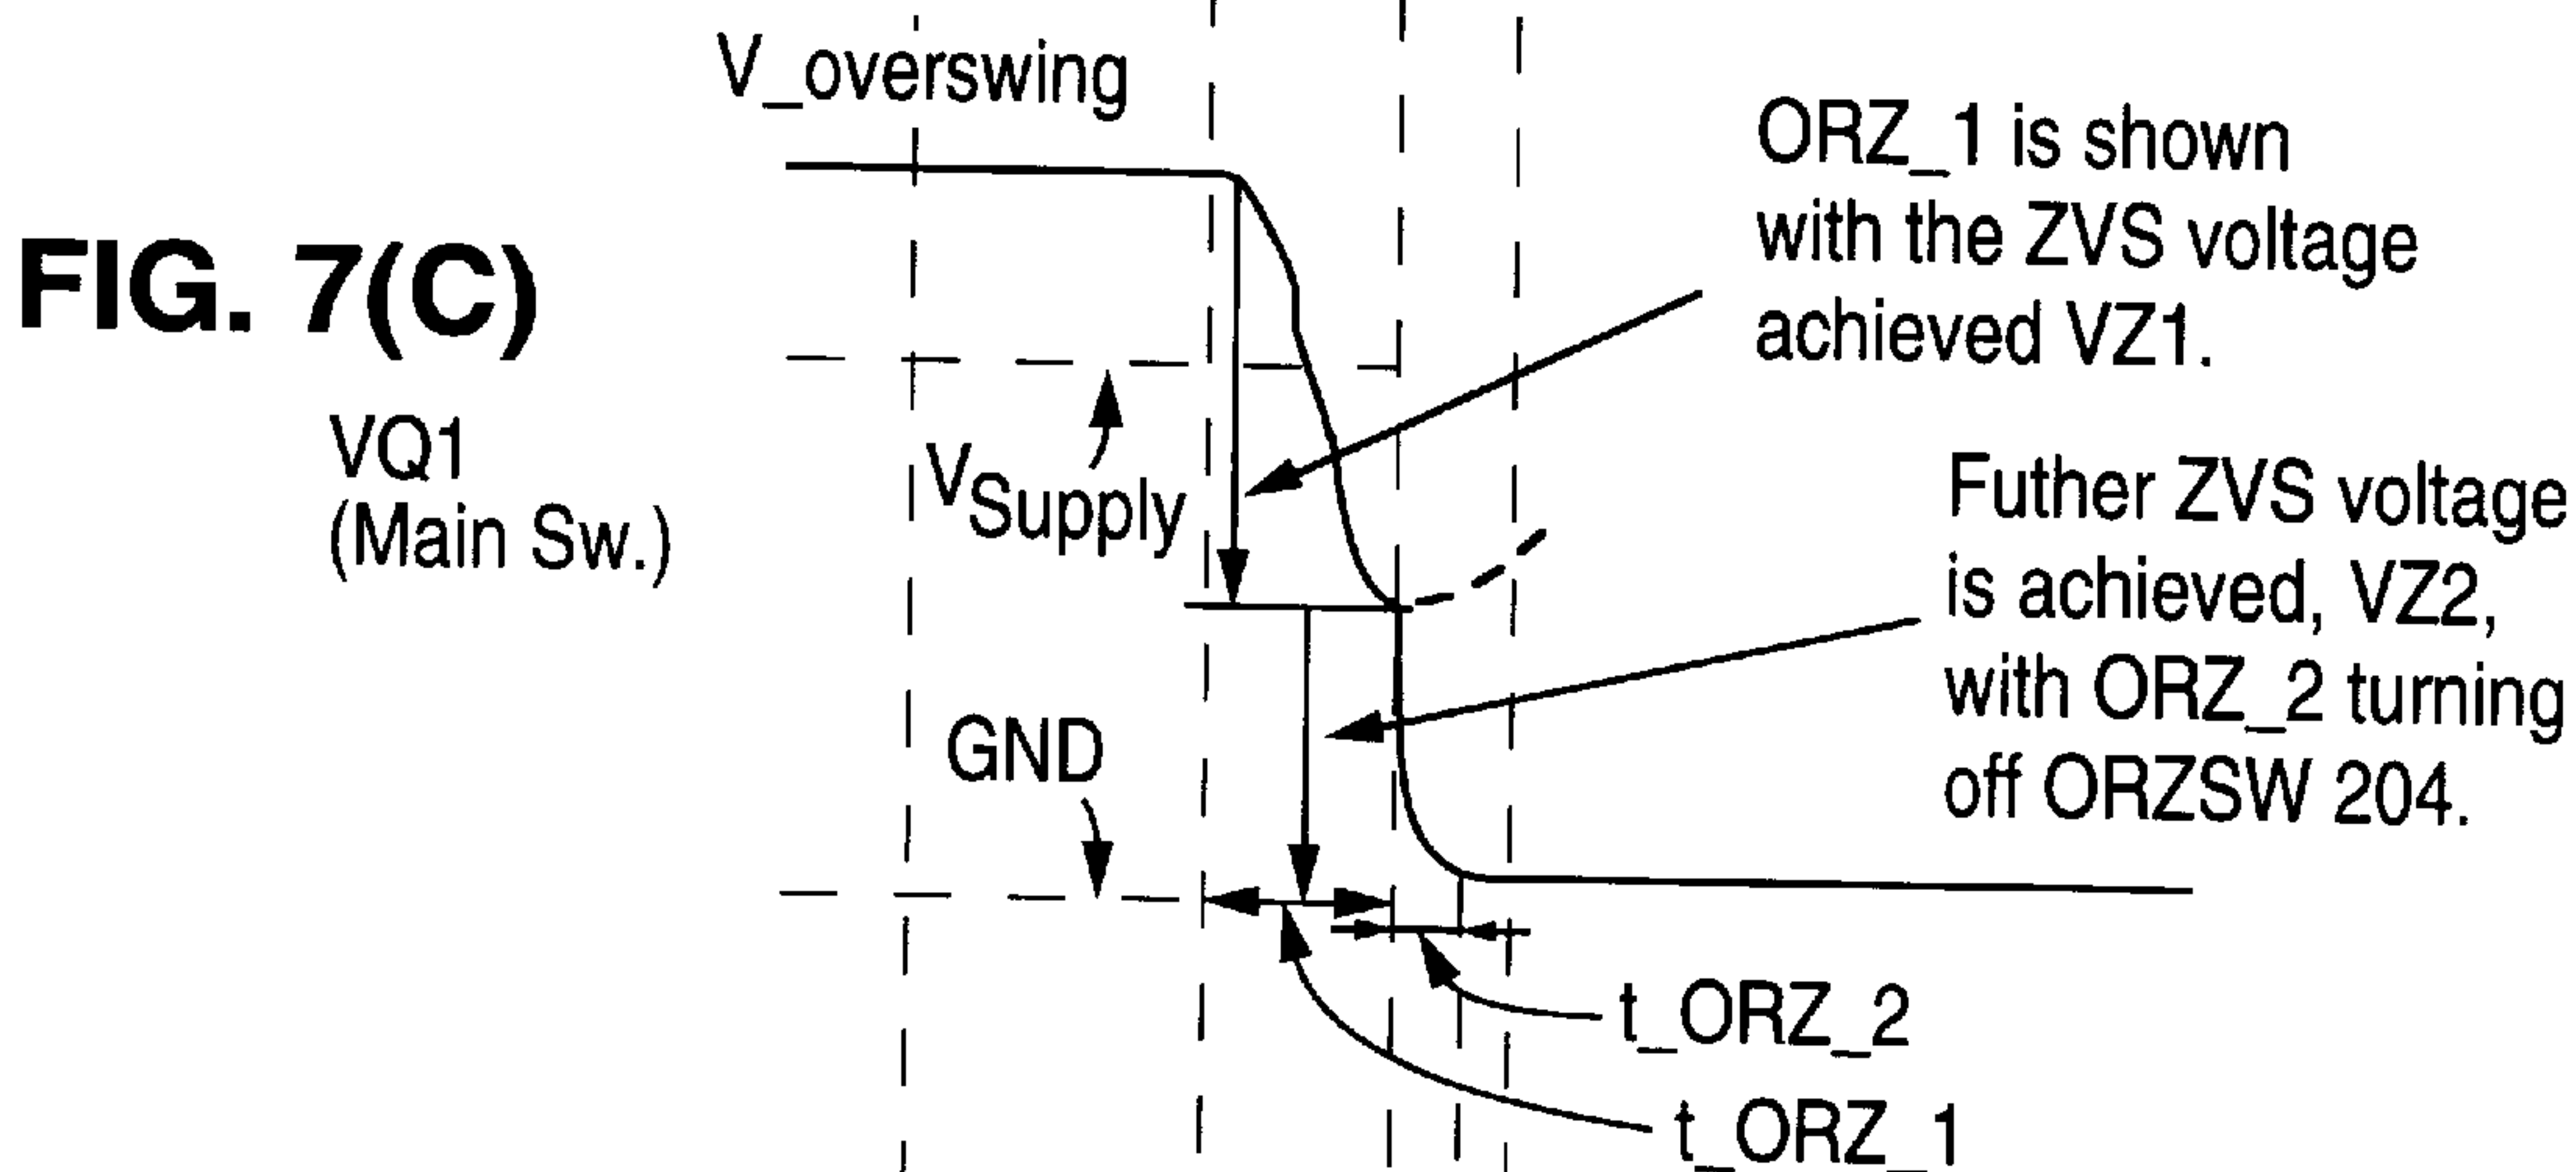 V_overswing
FIG. 7(C)
VQ1
(Main Sw.)
VSupply
GND
ORZ_1 is shown
with the ZVS voltage
achieved VZ1.
Futher ZVS voltage
is achieved, VZ2,
with ORZ_2 turning
off ORZSW 204.
t_ORZ_2
t_ORZ_1